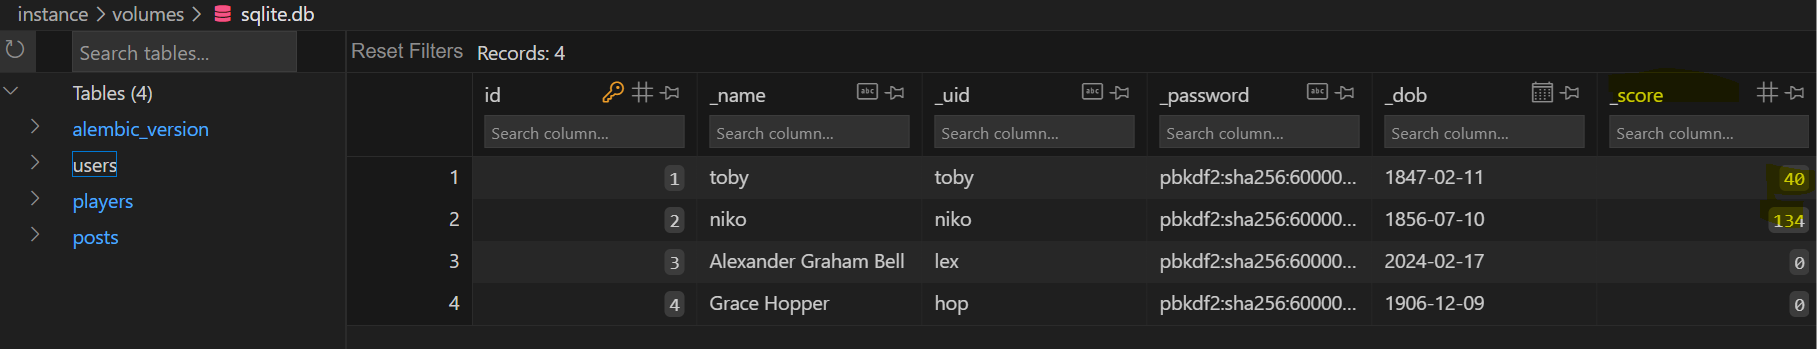 instance > volumes > sqlite.db
Search tables...
Reset Filters Records: 4
Tables (4)
alembic_version
users
players
posts
id _name _uid _password _dob _score
Search column... Search column... Search column... Search column... Search column... Search column...
1 1 toby toby pbkdf2:sha256:60000... 1847-02-11 40
2 2 niko niko pbkdf2:sha256:60000... 1856-07-10 134
3 3 Alexander Graham Bell lex pbkdf2:sha256:60000... 2024-02-17 0
4 4 Grace Hopper hop pbkdf2:sha256:60000... 1906-12-09 0